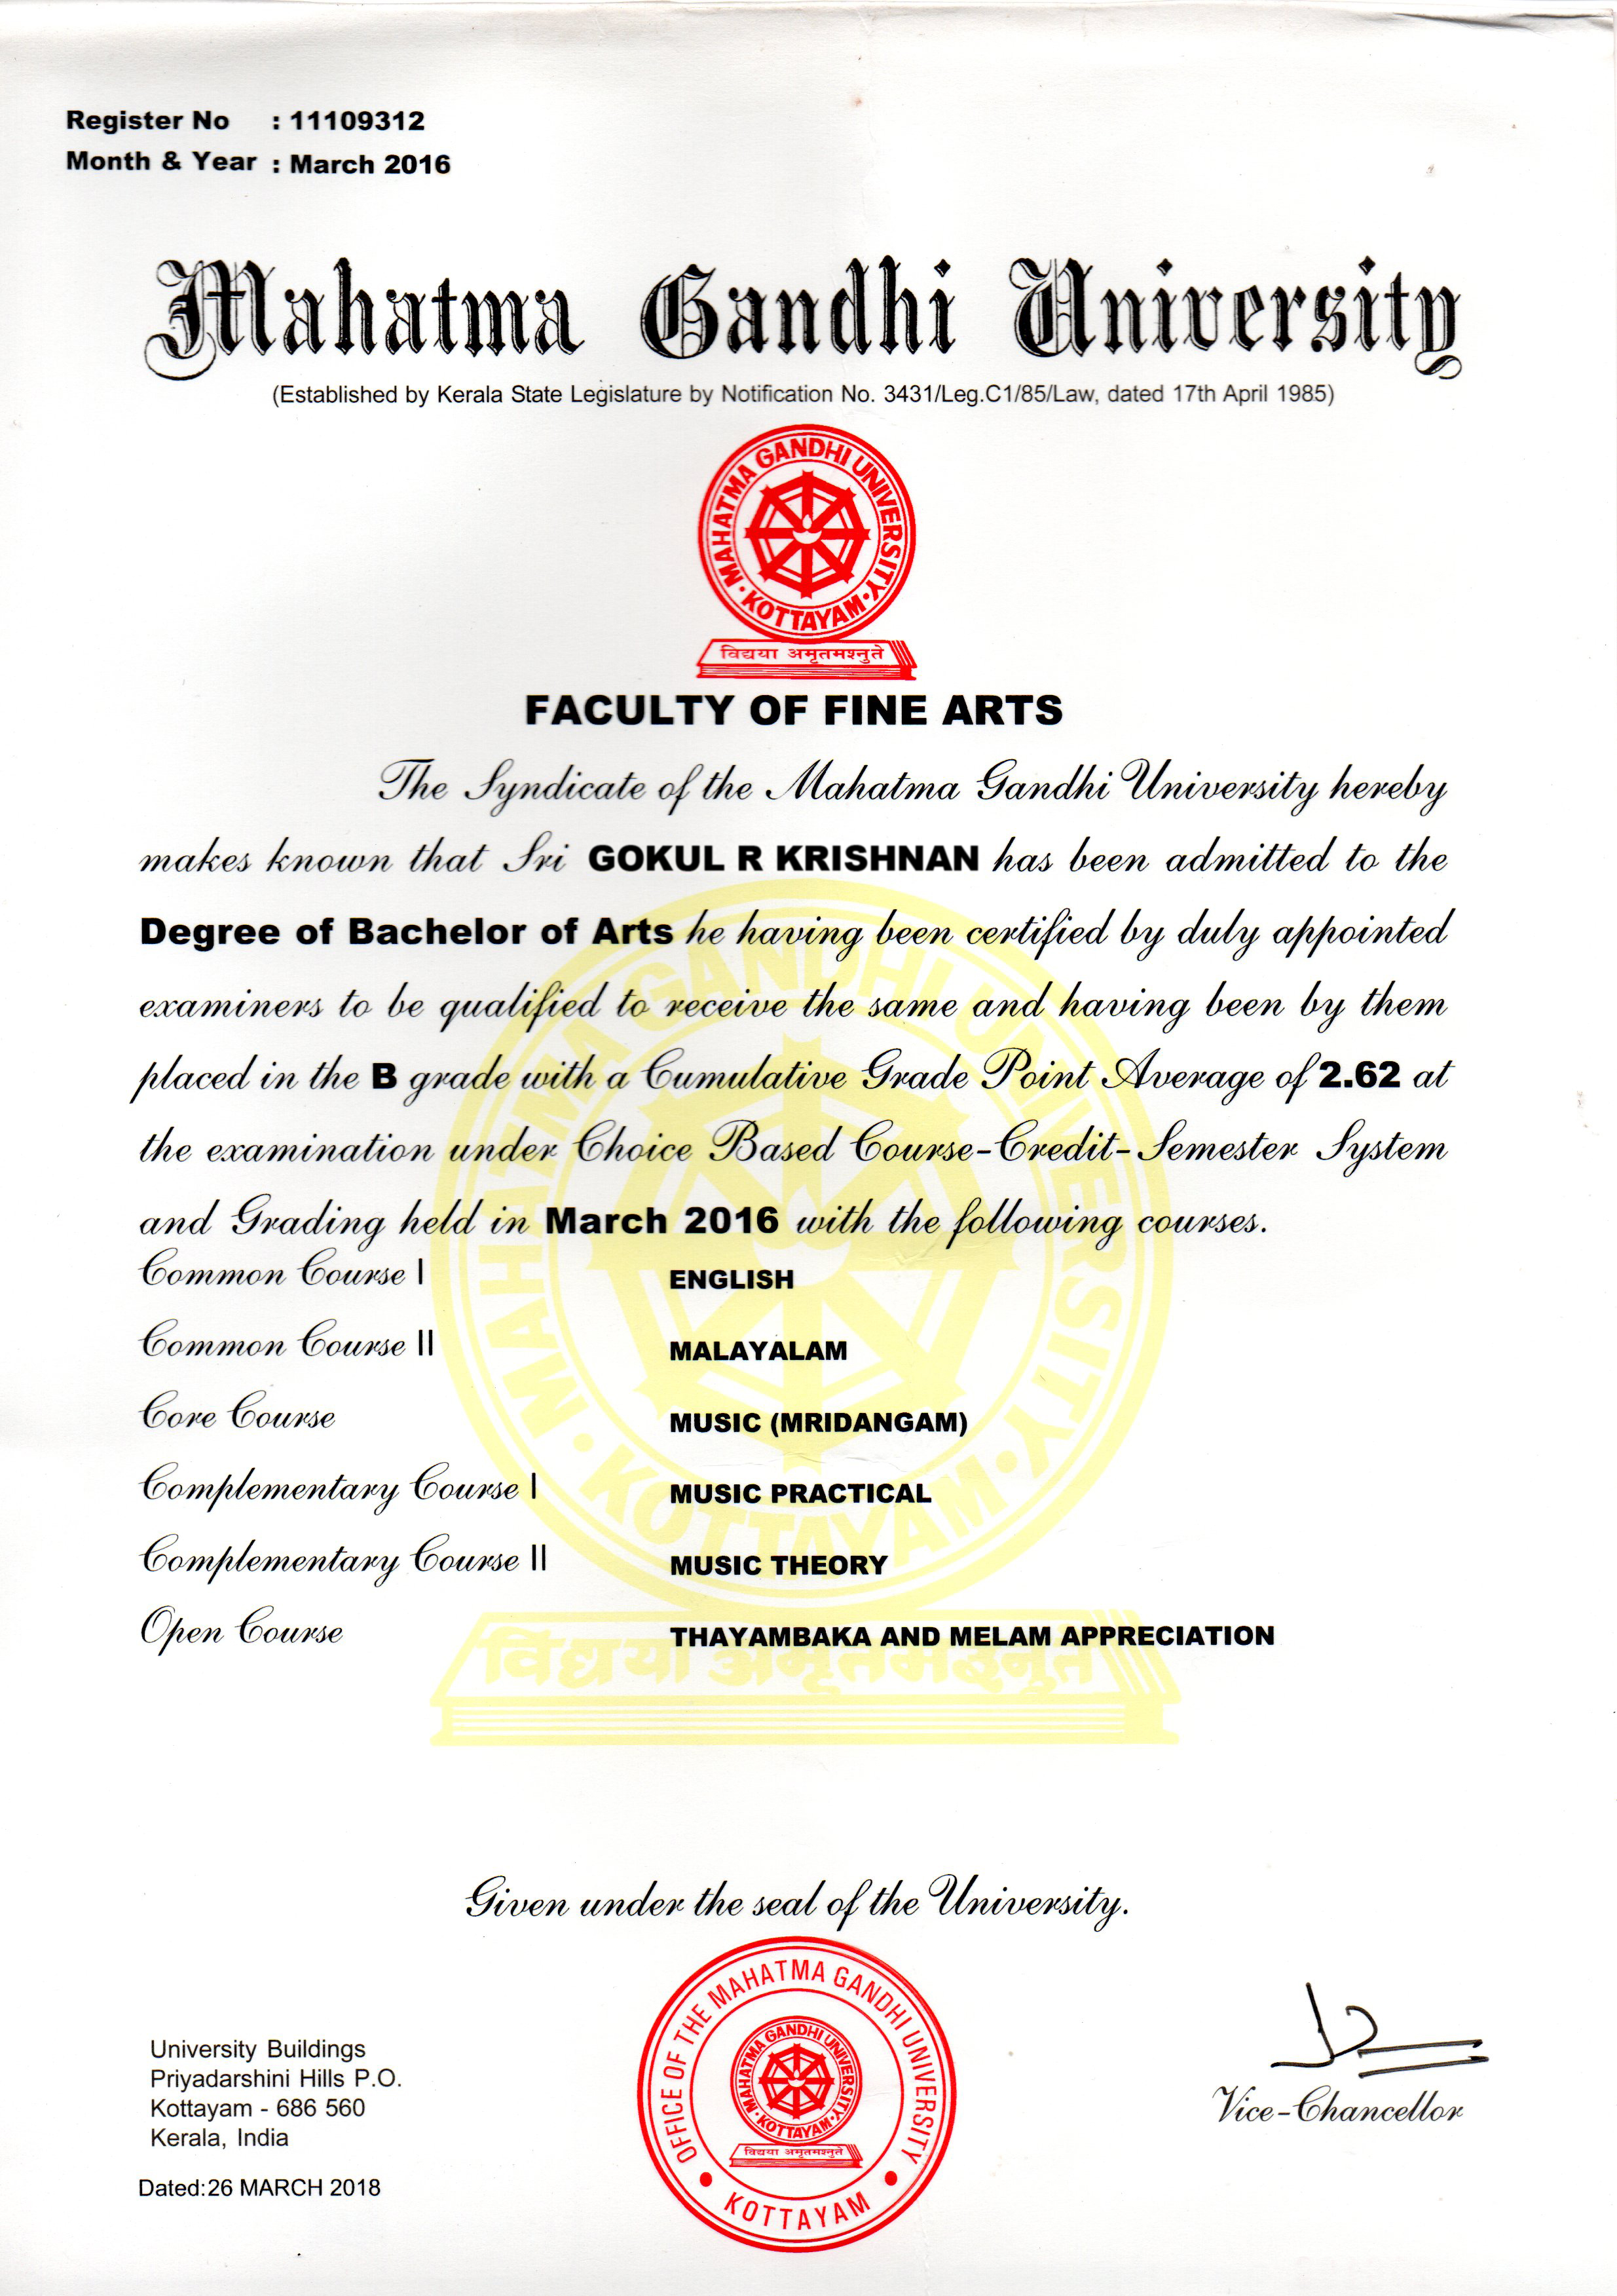 Register No : 11109312
Month & Year : March 2016
Mahatma Gandhi University
(Established by Kerala State Legislature by Notification No. 3431/Leg.C1/85/Law, dated 17th April 1985)
MAHATMA GANDHI UNIVERSITY
KOTTAYAM
विद्यया अमृतमश्नुते
FACULTY OF FINE ARTS
The Syndicate of the Mahatma Gandhi University hereby
makes known that Sri GOKUL R KRISHNAN has been admitted to the
Degree of Bachelor of Arts he having been certified by duly appointed
examiners to be qualified to receive the same and having been by them
placed in the B grade with a Cumulative Grade Point Average of 2.62 at
the examination under Choice Based Course-Credit-Semester System
and Grading held in March 2016 with the following courses.
Common Course I ENGLISH
Common Course II MALAYALAM
Core Course MUSIC (MRIDANGAM)
Complementary Course I MUSIC PRACTICAL
Complementary Course II MUSIC THEORY
Open Course THAYAMBAKA AND MELAM APPRECIATION
MAHATMA GANDHI UNIVERSITY
KOTTAYAM
विद्यया अमृतमश्नुते
Given under the seal of the University.
OFFICE OF THE MAHATMA GANDHI UNIVERSITY
MAHATMA GANDHI UNIVERSITY
KOTTAYAM
विद्यया अमृतमश्नुते
KOTTAYAM
University Buildings
Priyadarshini Hills P.O.
Kottayam - 686 560
Kerala, India
Dated:26 MARCH 2018
Vice-Chancellor